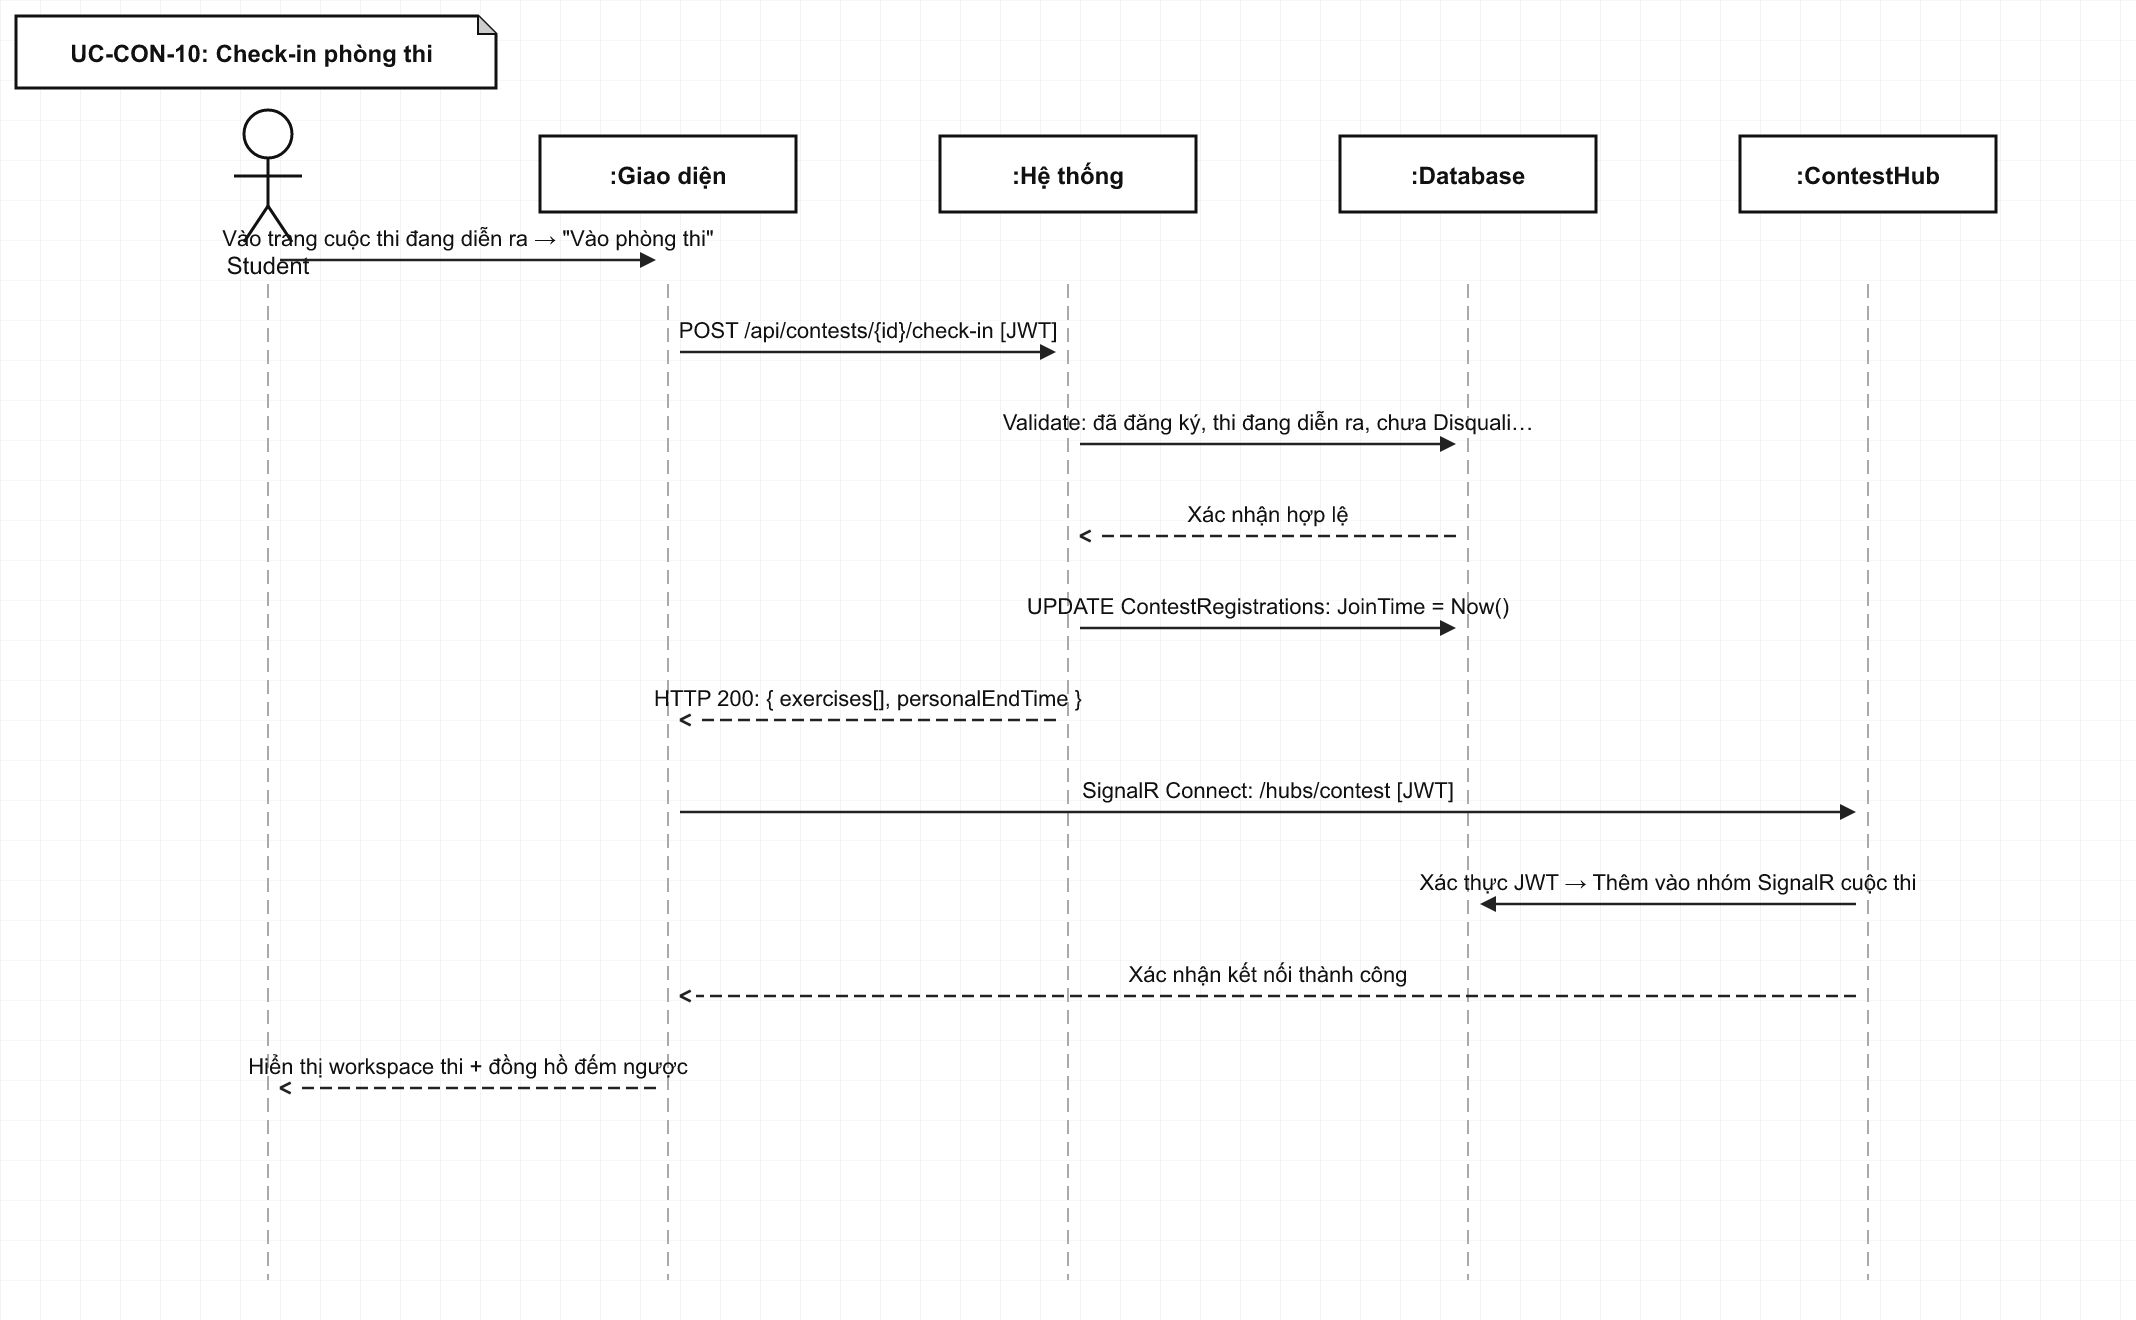 UC-CON-10: Check-in phòng thi
:Giao diện
:Hệ thống
:Database
:ContestHub
Vào trang cuộc thi đang diễn ra → "Vào phòng thi"
Student
POST /api/contests/{id}/check-in [JWT]
Validate: đã đăng ký, thi đang diễn ra, chưa Disquali…
Xác nhận hợp lệ
UPDATE ContestRegistrations: JoinTime = Now()
HTTP 200: { exercises[], personalEndTime }
SignalR Connect: /hubs/contest [JWT]
Xác thực JWT → Thêm vào nhóm SignalR cuộc thi
Xác nhận kết nối thành công
Hiển thị workspace thi + đồng hồ đếm ngược